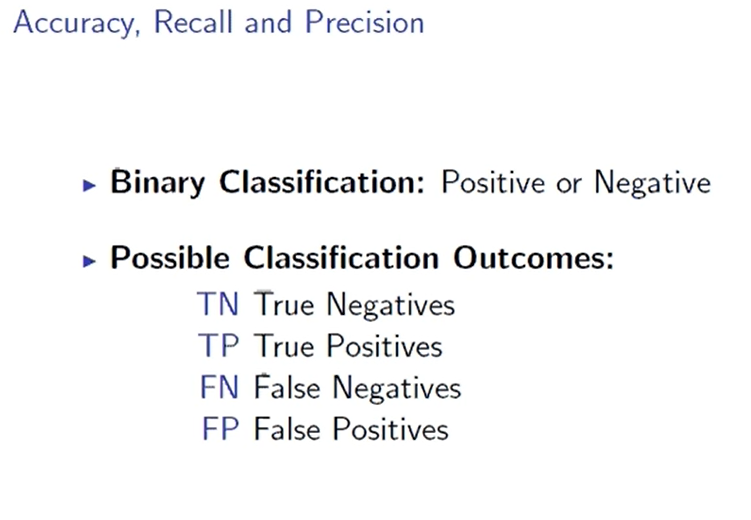 Accuracy, Recall and Precision
▶ Binary Classification: Positive or Negative
▶ Possible Classification Outcomes:
TN True Negatives
TP True Positives
FN False Negatives
FP False Positives